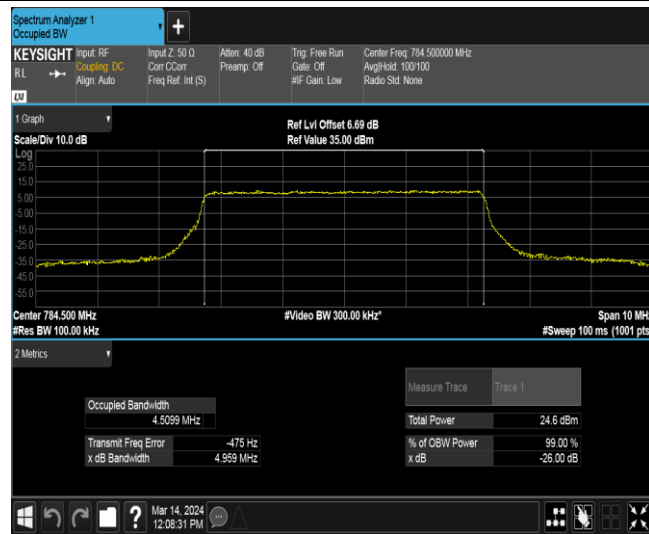 Spectrum Analyzer 1
Occupied BW
+
KEYSIGHT
RL
LXI
Input: RF
Coupling: DC
Align: Auto
Input Z: 50 Ω
Corr CCorr
Freq Ref: Int (S)
Atten: 40 dB
Preamp: Off
Trig: Free Run
Gate: Off
#IF Gain: Low
Center Freq: 784.500000 MHz
Avg|Hold: 100/100
Radio Std: None
1 Graph
Scale/Div 10.0 dB
Ref Lvl Offset 6.69 dB
Ref Value 35.00 dBm
Log
25.0
15.0
5.00
-5.00
-15.0
-25.0
-35.0
-45.0
-55.0
Center 784.500 MHz
#Res BW 100.00 kHz
#Video BW 300.00 kHz*
Span 10 MH
#Sweep 100 ms (1001 pts
2 Metrics
Measure Trace Trace 1
Occupied Bandwidth
4.5099 MHz
Total Power 24.6 dBm
Transmit Freq Error -475 Hz
% of OBW Power 99.00 %
x dB Bandwidth 4.959 MHz
x dB -26.00 dB
?
Mar 14, 2024
12:08:31 PM